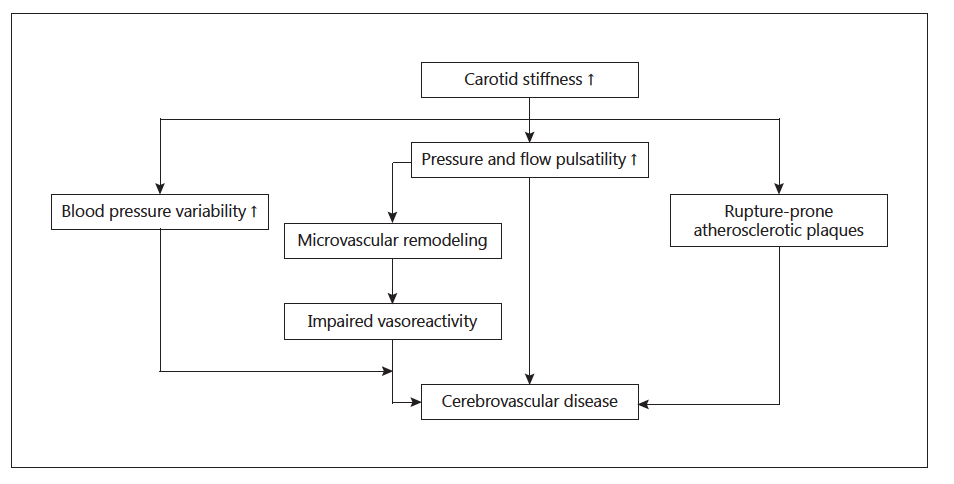 Carotid stiffness ↑
Pressure and flow pulsatility ↑
Blood pressure variability ↑
Rupture-prone
atherosclerotic plaques
Microvascular remodeling
Impaired vasoreactivity
Cerebrovascular disease